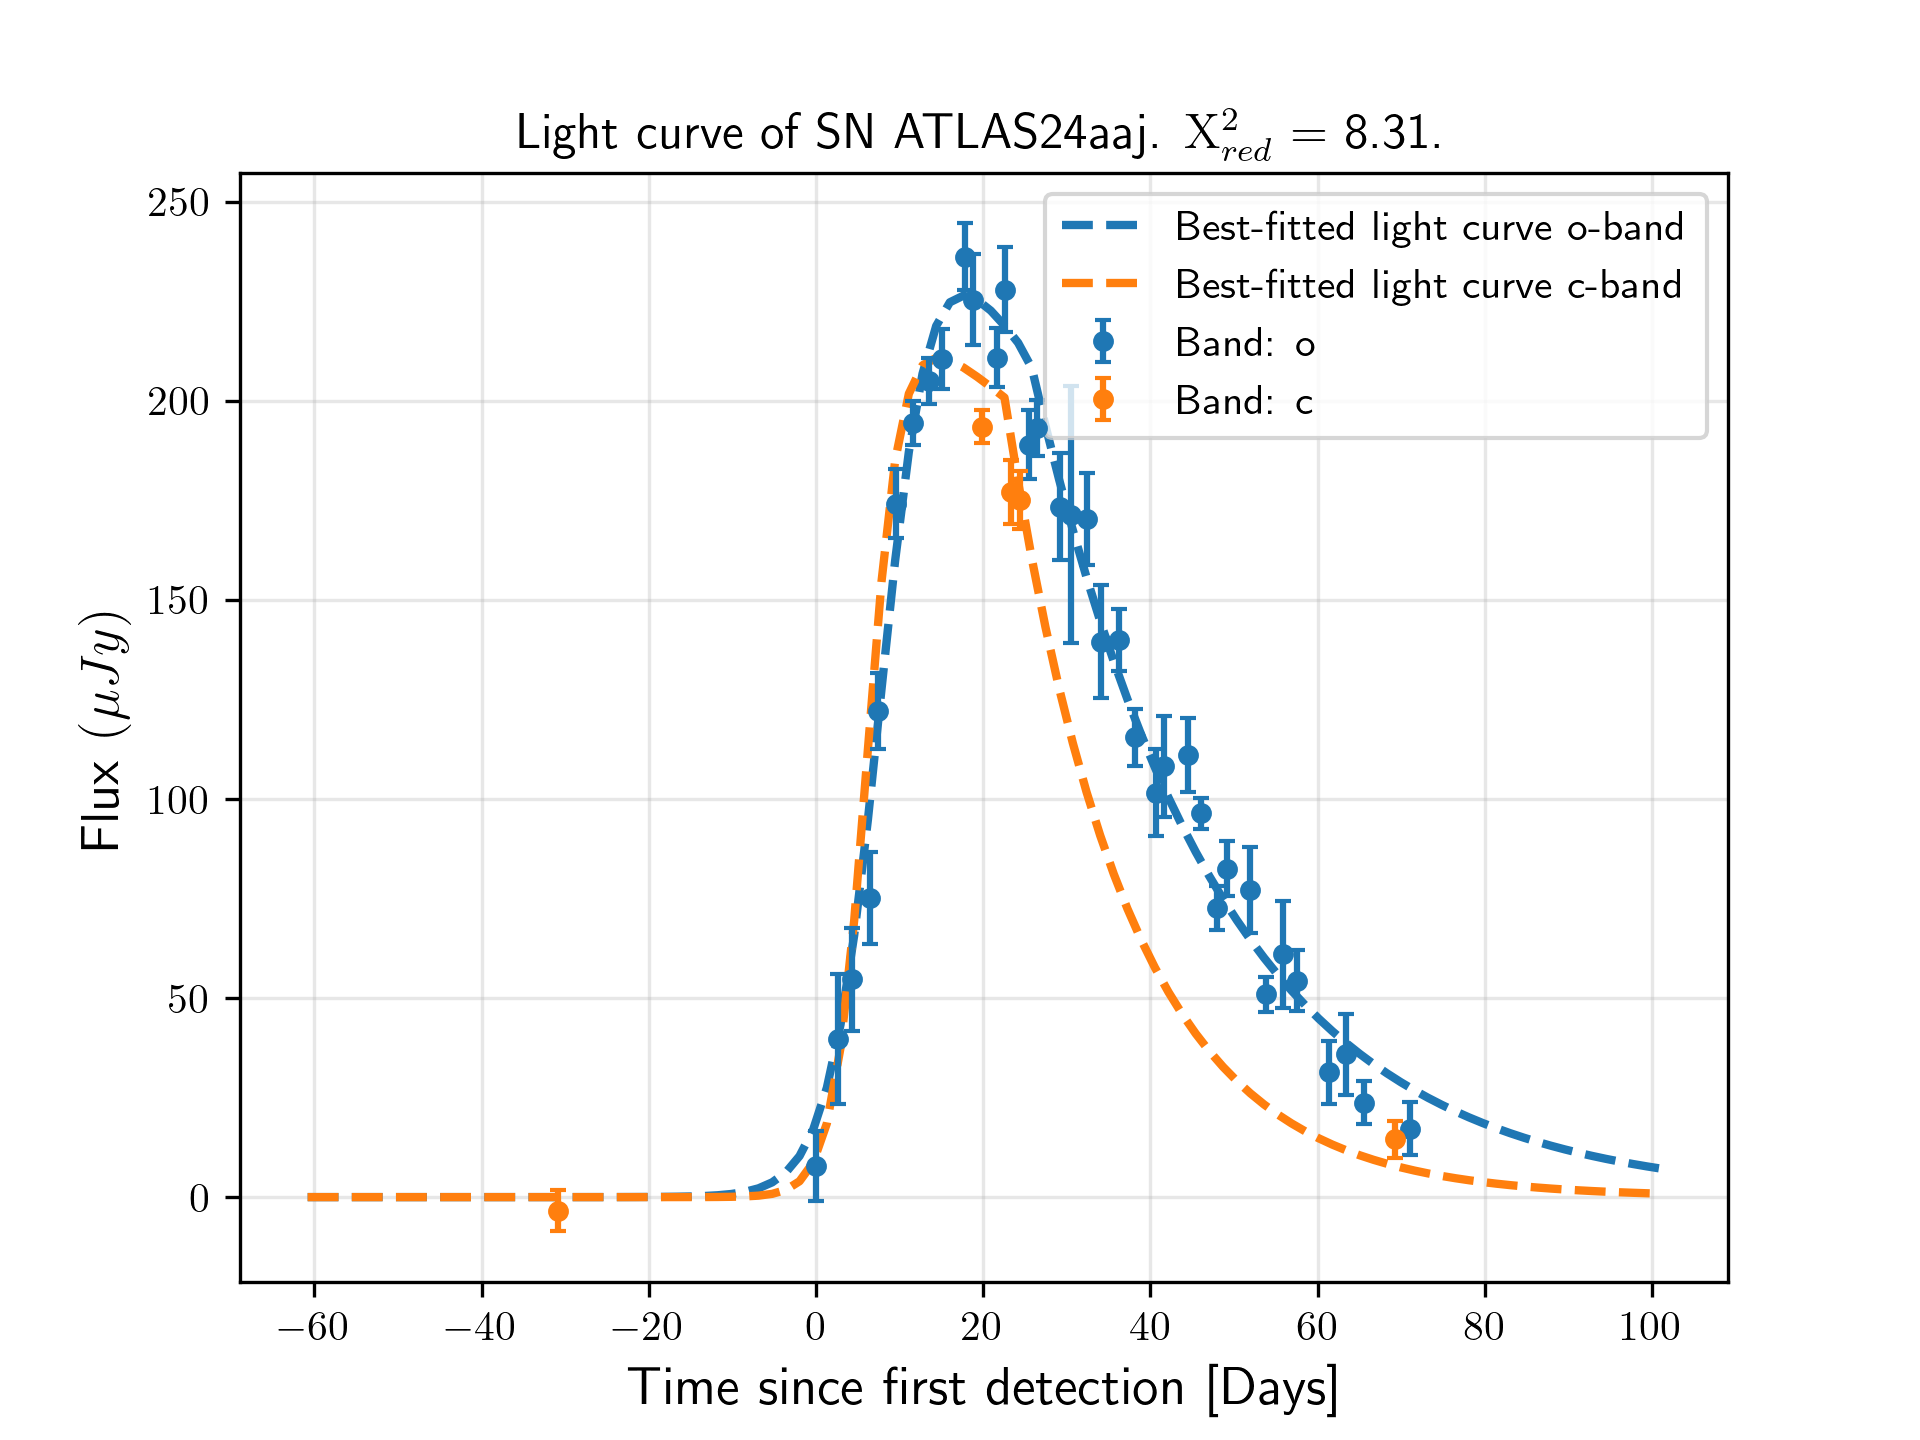 Light curve of SN ATLAS24aaj. X²_red = 8.31.
250
200
150
100
50
0
Flux (μJy)
Best-fitted light curve o-band
Best-fitted light curve c-band
Band: o
Band: c
−60 −40 −20 0 20 40 60 80 100
Time since first detection [Days]